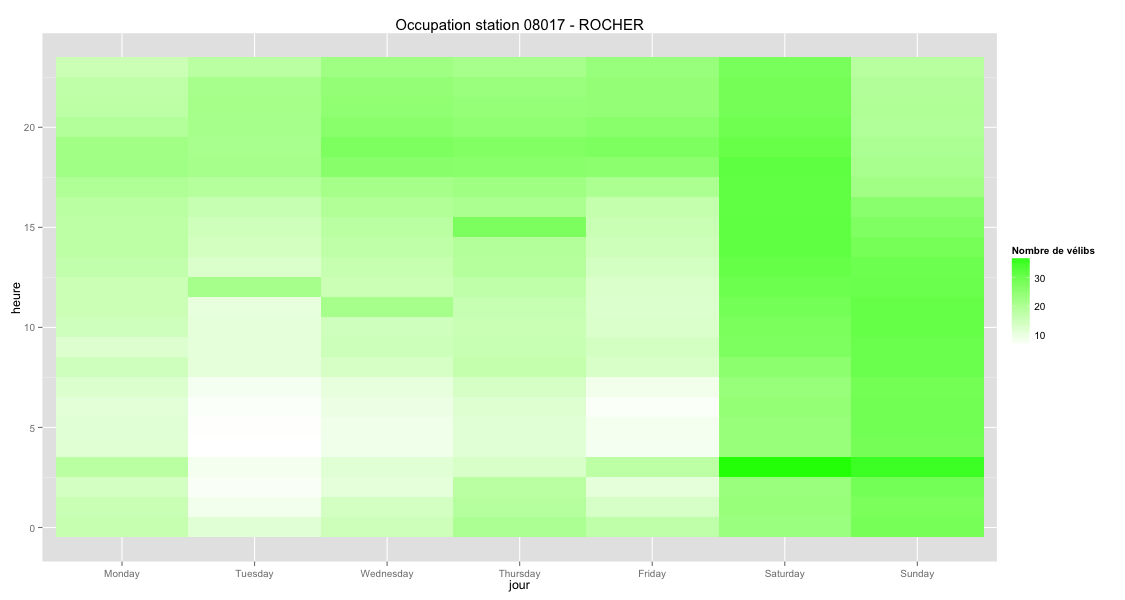 Occupation station 08017 - ROCHER
heure
20
15
10
5
0
Monday Tuesday Wednesday Thursday Friday Saturday Sunday
jour
Nombre de vélibs
30
20
10